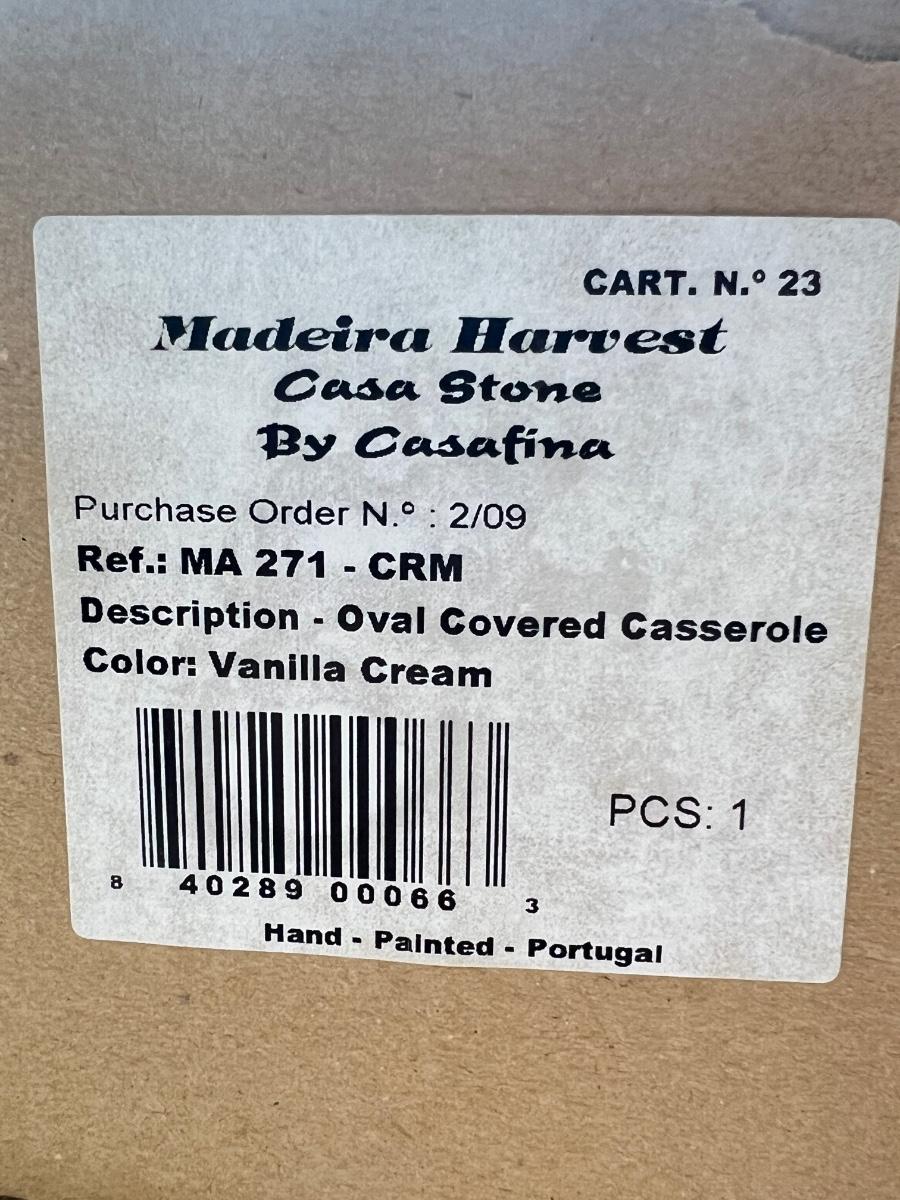 CART. N.º 23
Madeira Harvest
Casa Stone
By Casafina
Purchase Order N.º : 2/09
Ref.: MA 271 - CRM
Description - Oval Covered Casserole
Color: Vanilla Cream
PCS: 1
8 40289 00066 3
Hand - Painted - Portugal